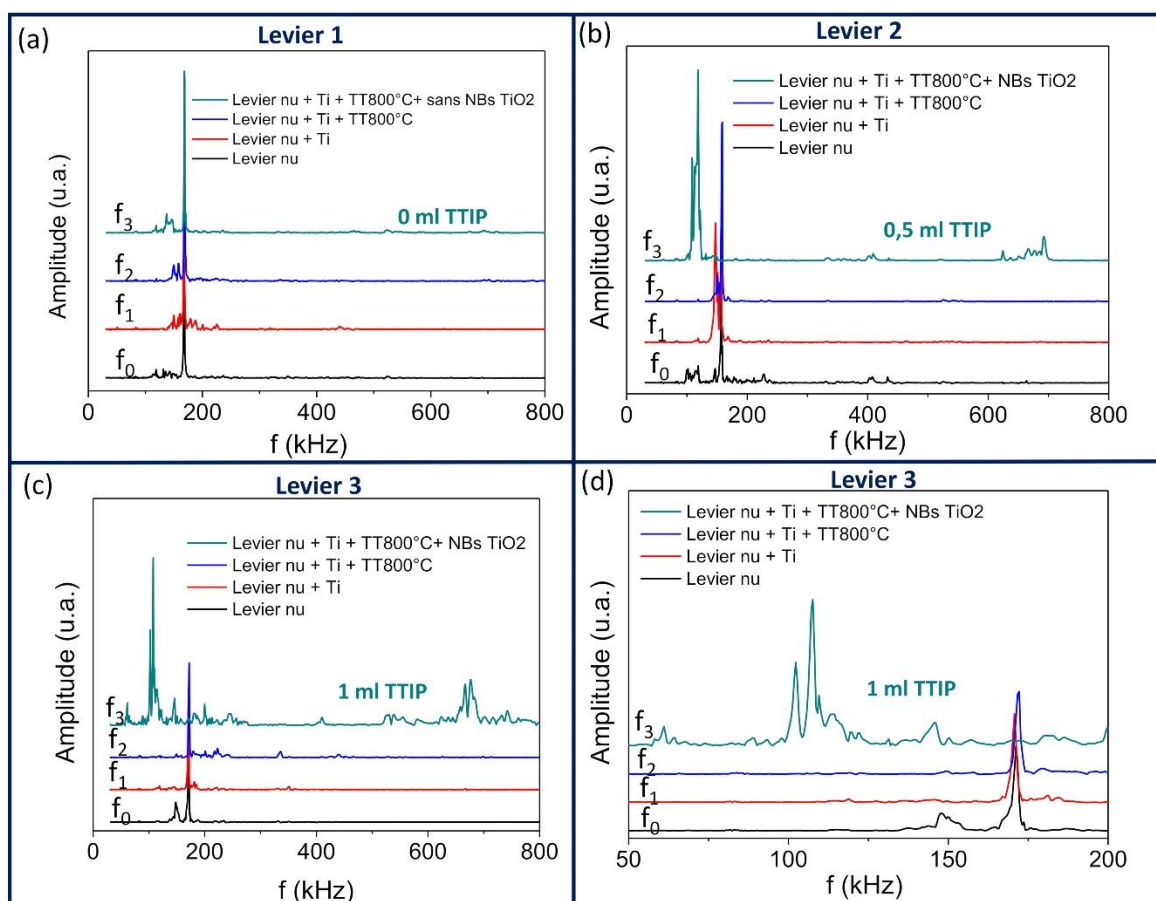 (a)
Levier 1
Levier nu + Ti + TT800°C+ sans NBs TiO2
Levier nu + Ti + TT800°C
Levier nu + Ti
Levier nu
0 ml TTIP
f3
f2
f1
f0
Amplitude (u.a.)
0 200 400 600 800
f (kHz)
(b)
Levier 2
Levier nu + Ti + TT800°C+ NBs TiO2
Levier nu + Ti + TT800°C
Levier nu + Ti
Levier nu
0,5 ml TTIP
f3
f2
f1
f0
Amplitude (u.a.)
0 200 400 600 800
f (kHz)
(c)
Levier 3
Levier nu + Ti + TT800°C+ NBs TiO2
Levier nu + Ti + TT800°C
Levier nu + Ti
Levier nu
1 ml TTIP
f3
f2
f1
f0
Amplitude (u.a.)
0 200 400 600 800
f (kHz)
(d)
Levier 3
Levier nu + Ti + TT800°C+ NBs TiO2
Levier nu + Ti + TT800°C
Levier nu + Ti
Levier nu
1 ml TTIP
f3
f2
f1
f0
Amplitude (u.a.)
50 100 150 200
f (kHz)